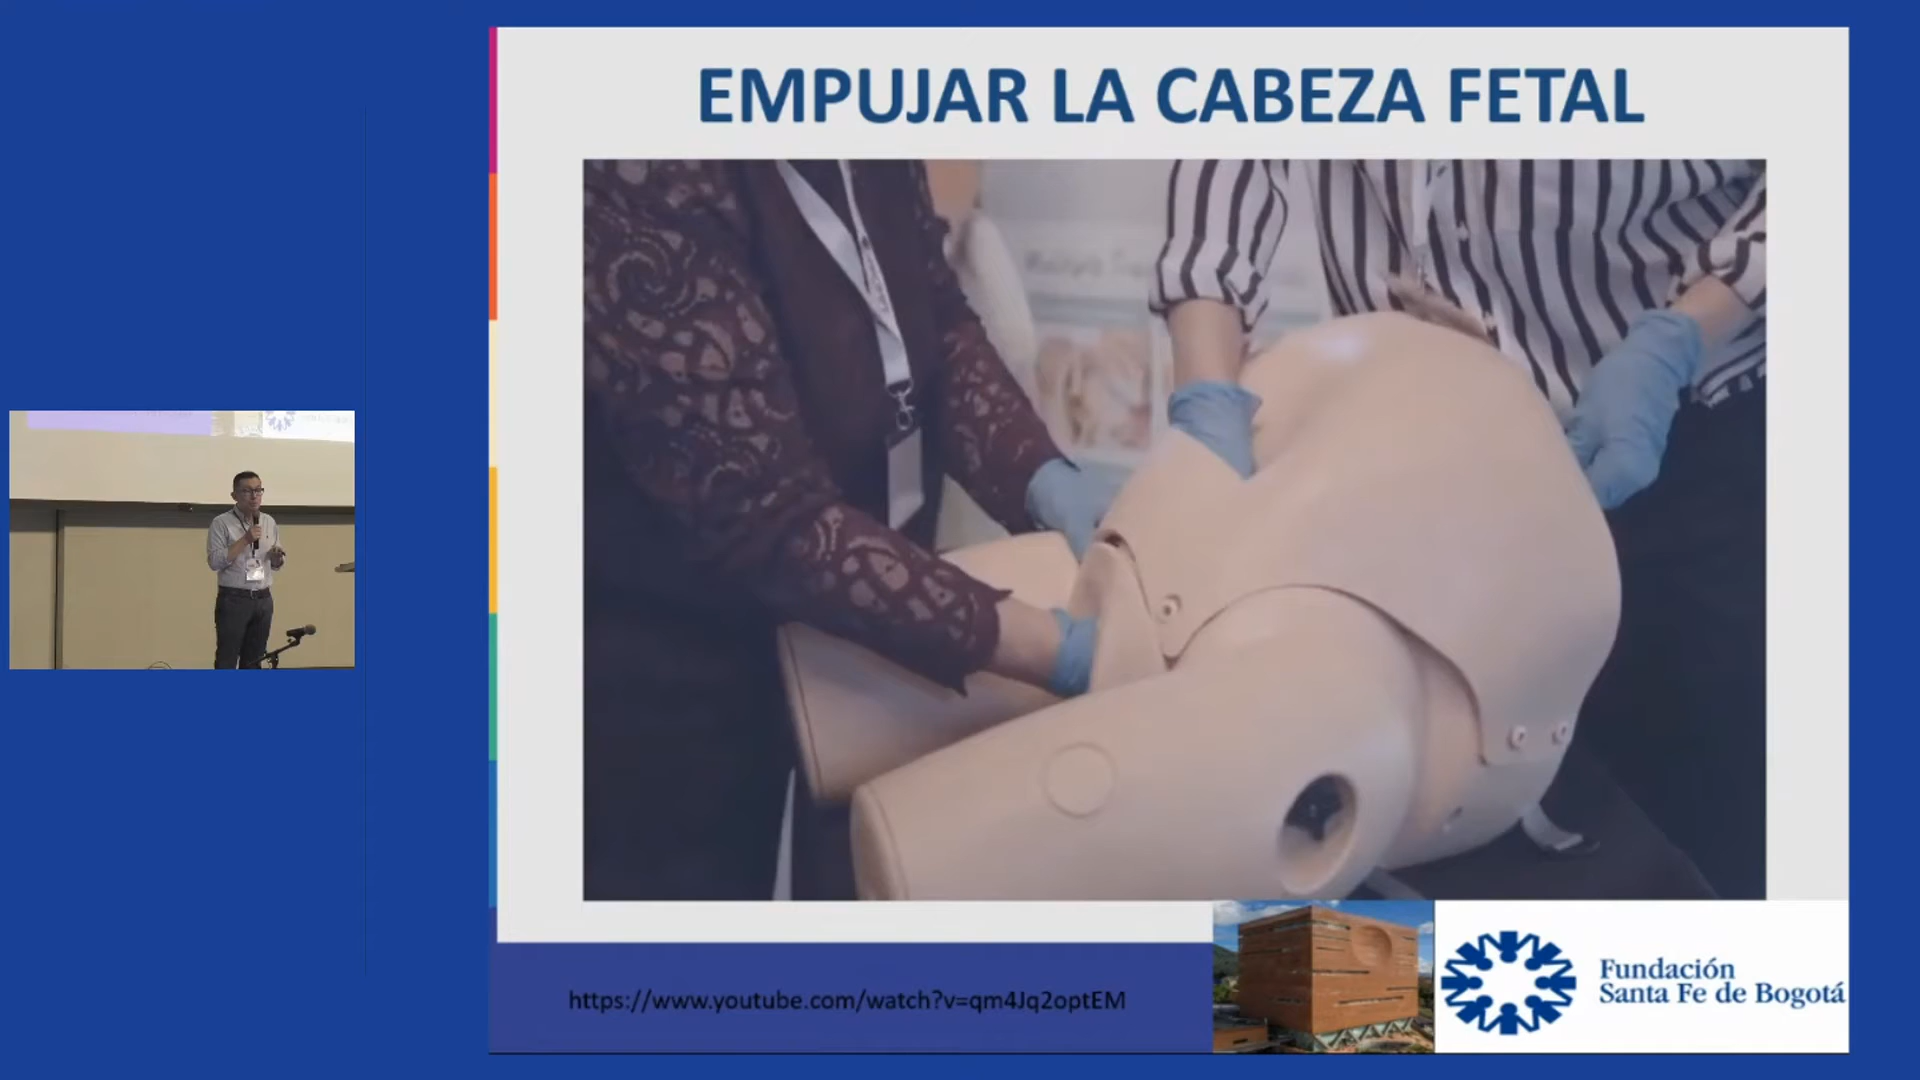 EMPUJAR LA CABEZA FETAL
https://www.youtube.com/watch?v=qm4Jq2optEM
Fundación
Santa Fe de Bogotá